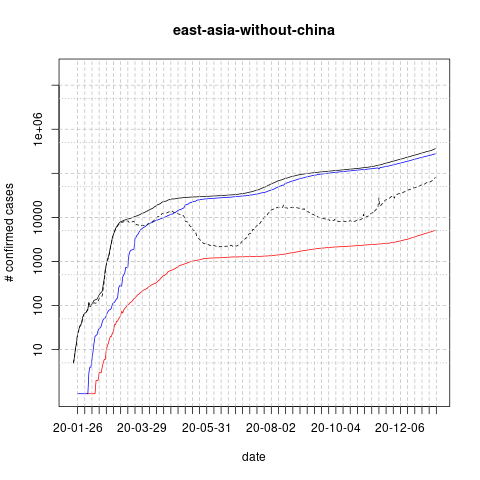 east-asia-without-china
# confirmed cases
1e+06
10000
1000
100
10
20-01-26 20-03-29 20-05-31 20-08-02 20-10-04 20-12-06
date